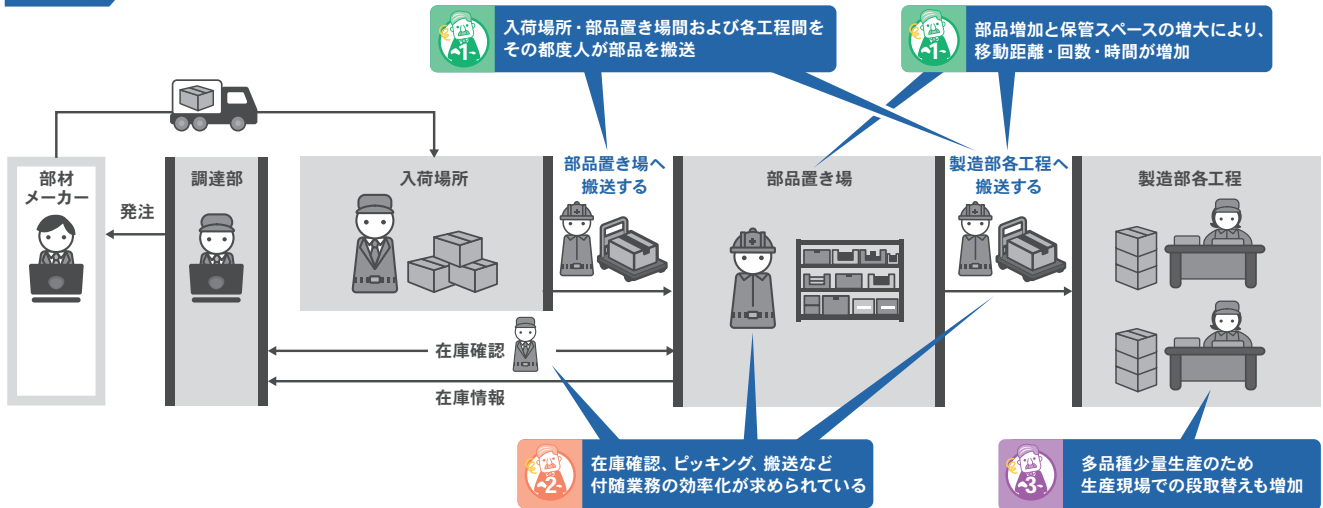 -1-
入荷場所・部品置き場間および各工程間を
その都度人が部品を搬送
-1-
部品増加と保管スペースの増大により、
移動距離・回数・時間が増加
部材
メーカー
発注
調達部
入荷場所
部品置き場へ
搬送する
部品置き場
製造部各工程へ
搬送する
製造部各工程
在庫確認
在庫情報
-2-
在庫確認、ピッキング、搬送など
付随業務の効率化が求められている
-3-
多品種少量生産のため
生産現場での段取替えも増加